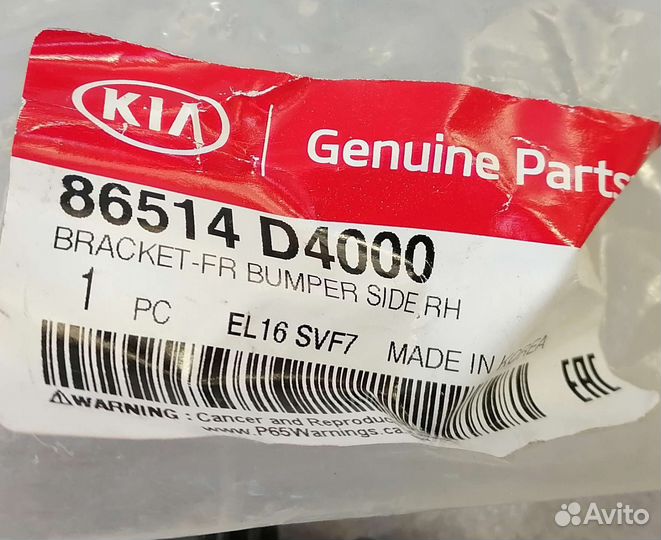 KIA
Genuine Parts
86514 D4000
BRACKET-FR BUMPER SIDE,RH
1 PC EL16 SVF7 MADE IN KOREA
EAC
WARNING : Cancer and Reproduc
www.P65Warnings.ca
Avito